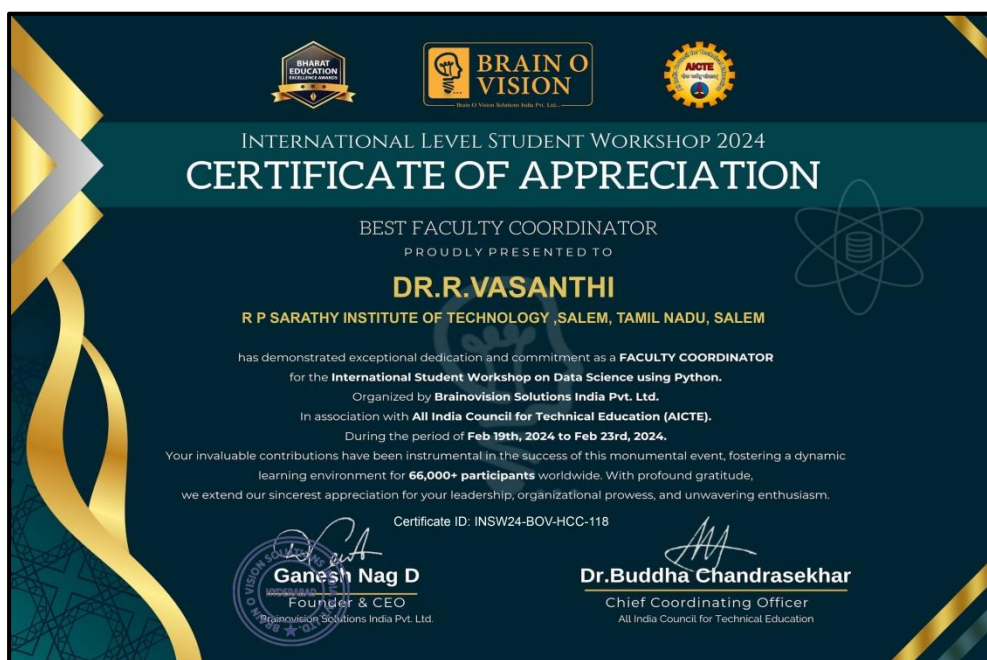 BHARAT
EDUCATION
EXCELLENCE AWARDS
BRAIN O
VISION
Brain O Vision Solutions India Pvt. Ltd...
AICTE
INTERNATIONAL LEVEL STUDENT WORKSHOP 2024
CERTIFICATE OF APPRECIATION
BEST FACULTY COORDINATOR
PROUDLY PRESENTED TO
DR.R.VASANTHI
R P SARATHY INSTITUTE OF TECHNOLOGY ,SALEM, TAMIL NADU, SALEM
has demonstrated exceptional dedication and commitment as a FACULTY COORDINATOR
for the International Student Workshop on Data Science using Python.
Organized by Brainovision Solutions India Pvt. Ltd.
In association with All India Council for Technical Education (AICTE).
During the period of Feb 19th, 2024 to Feb 23rd, 2024.
Your invaluable contributions have been instrumental in the success of this monumental event, fostering a dynamic
learning environment for 66,000+ participants worldwide. With profound gratitude,
we extend our sincerest appreciation for your leadership, organizational prowess, and unwavering enthusiasm.
Certificate ID: INSW24-BOV-HCC-118
Ganesh Nag D
Founder & CEO
Brainovision Solutions India Pvt. Ltd.
HYDERABAD
Dr.Buddha Chandrasekhar
Chief Coordinating Officer
All India Council for Technical Education